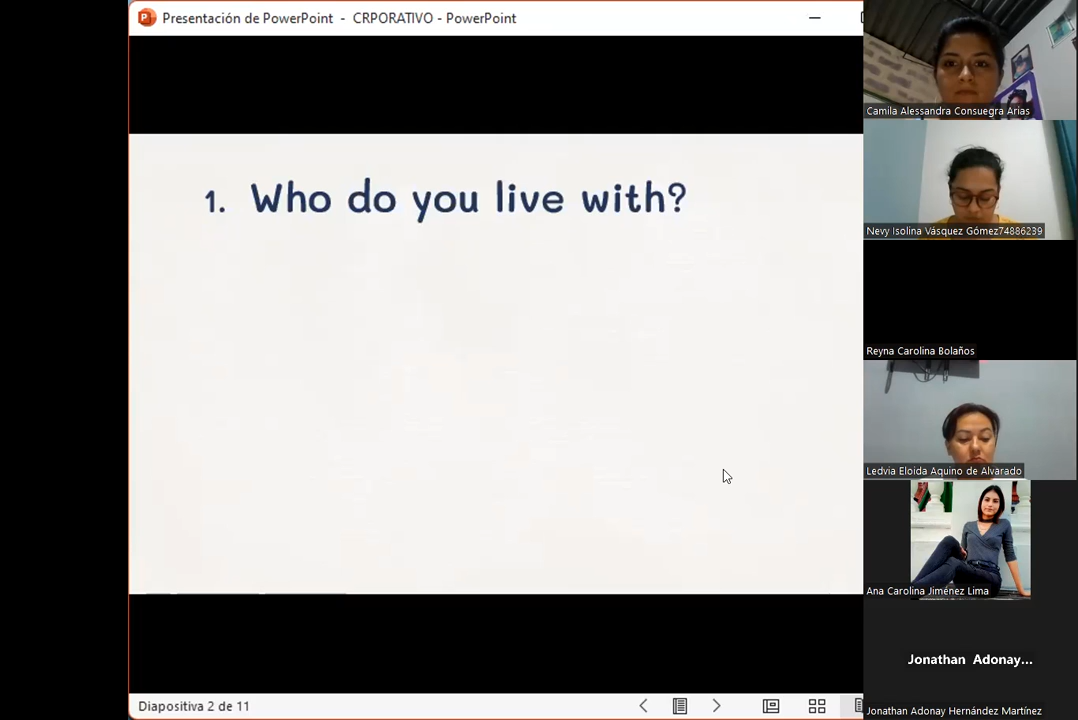 Presentación de PowerPoint - CRPORATIVO - PowerPoint
1. Who do you live with?
Diapositiva 2 de 11
Camila Alessandra Consuegra Arias
Nevy Isolina Vásquez Gómez74886239
Reyna Carolina Bolaños
Ledvia Eloida Aquino de Alvarado
Ana Carolina Jiménez Lima
Jonathan Adonay...
Jonathan Adonay Hernández Martínez